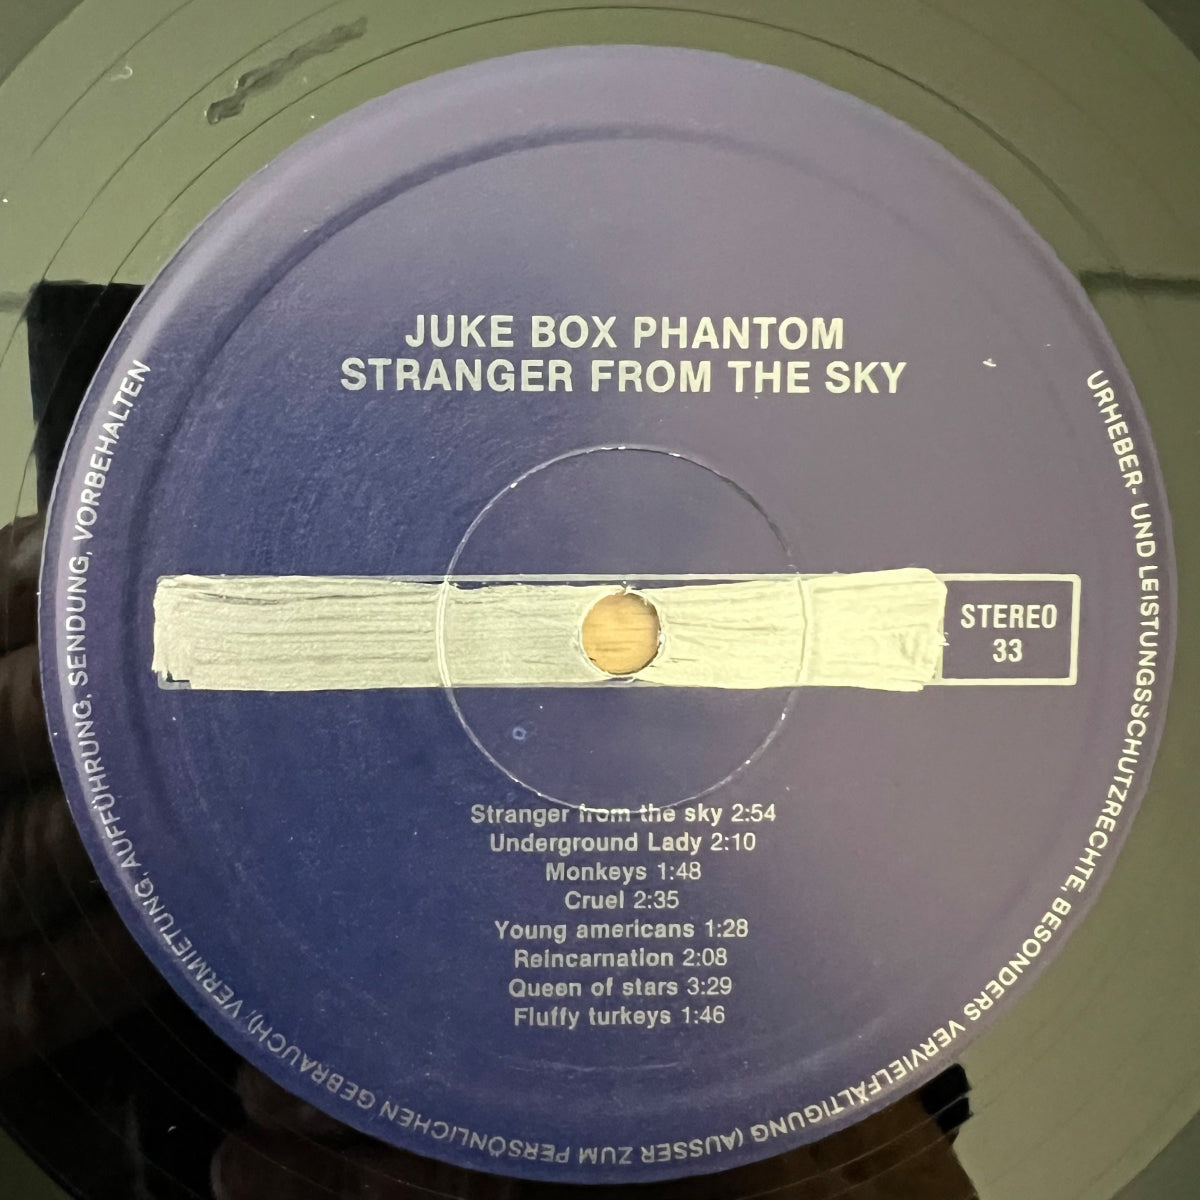 JUKE BOX PHANTOM
STRANGER FROM THE SKY
STEREO
33
Stranger from the sky 2:54
Underground Lady 2:10
Monkeys 1:48
Cruel 2:35
Young americans 1:28
Reincarnation 2:08
Queen of stars 3:29
Fluffy turkeys 1:46
URHEBER- UND LEISTUNGSSCHUTZRECHTE, BESONDERS VERVIELFÄLTIGUNG (AUSSER ZUM PERSÖNLICHEN GEBRAUCH), VERMIETUNG, AUFFÜHRUNG, SENDUNG, VORBEHALTEN